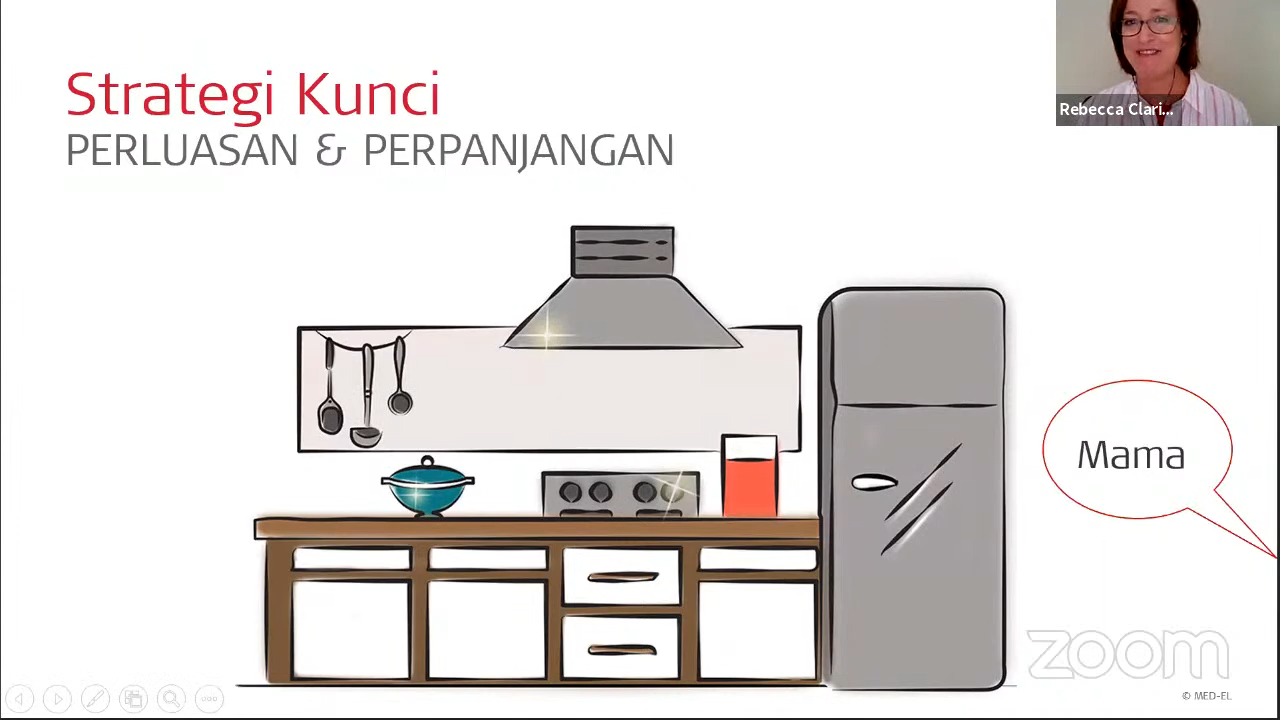 Strategi Kunci
PERLUASAN & PERPANJANGAN
Rebecca Clari...
Mama
zoom
© MED-EL